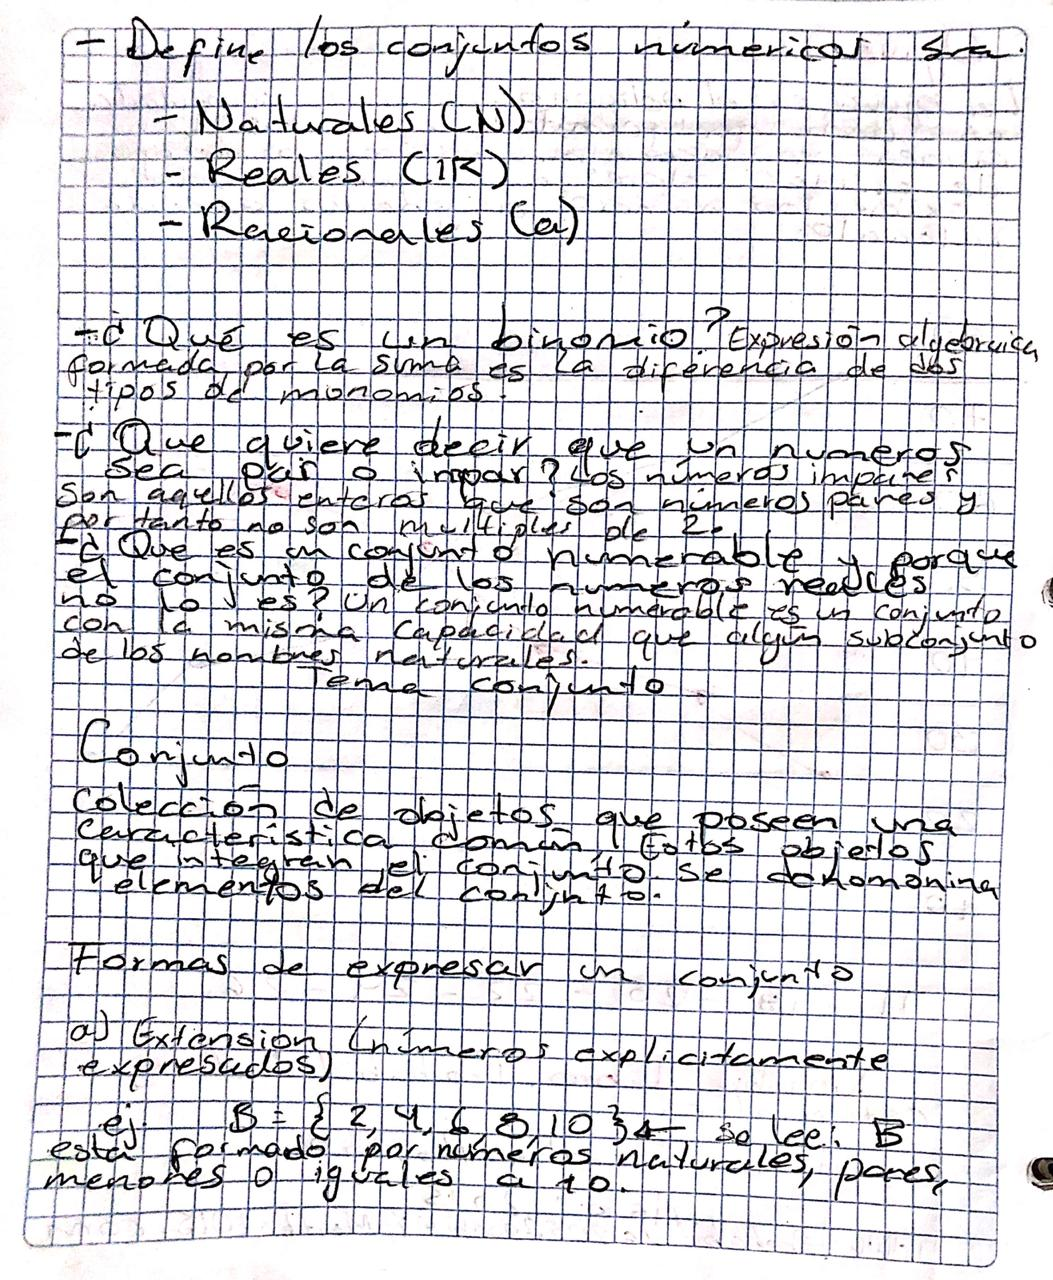 - Define los conjuntos númericos
- Naturales (N)
- Reales (IR)
- Racionales (Q)
- ¿Qué es un binomio? Expresión algebraica
formada por la suma es la diferencia de dos
tipos de monomios.
- ¿Que quiere decir que un numeros
sea par o impar? Los números impares
son aquellos enteros que son números pares y
por tanto no son multiples de 2.
- ¿Que es un conjunto numerable y porque
el conjunto de los numeros reales
no lo es? Un conjunto numerable es un conjunto
con la misma capacidad que algún subconjunto
de los nombres naturales.
Tema conjunto
Conjunto
Colección de objetos que poseen una
caracteristica común, Estos objetos
que integran el conjunto. se denomonina
elementos del conjnto.
Formas de expresar un conjunto
a) Extension (números explicitamente
expresados)
ej. B = { 2, 4, 6, 8, 10 } ← se lee: B
está formado por números naturales, pares,
menores o iguales a 10.